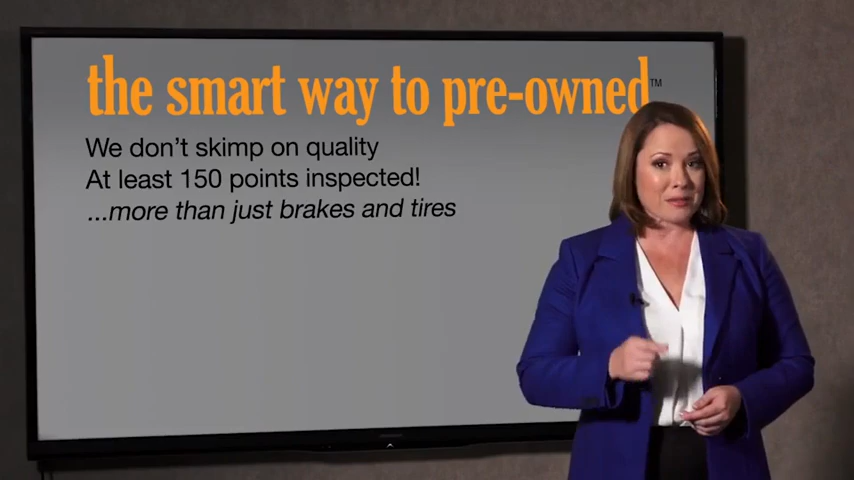 the smart way to pre-owned™
We don't skimp on quality
At least 150 points inspected!
...more than just brakes and tires